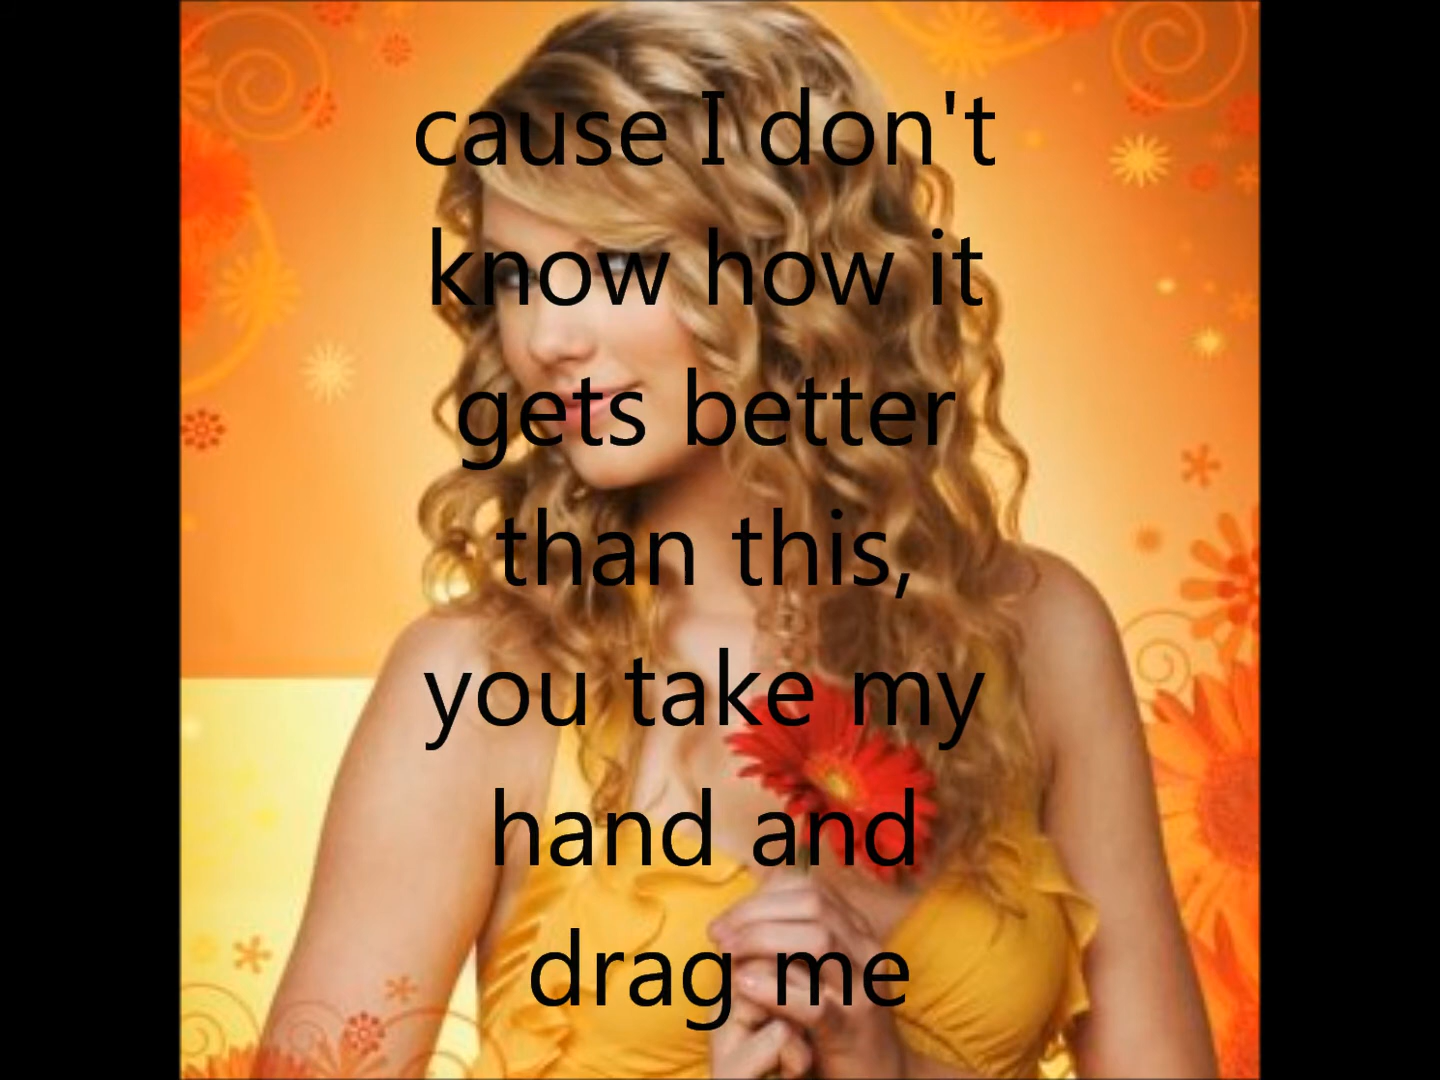 cause I don't
know how it
gets better
than this,
you take my
hand and
drag me